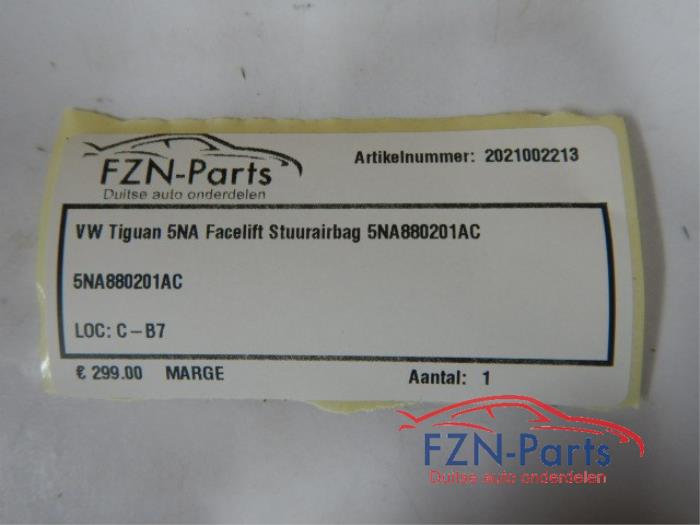 FZN-Parts
Duitse auto onderdelen
Artikelnummer: 2021002213
VW Tiguan 5NA Facelift Stuurairbag 5NA880201AC
5NA880201AC
LOC: C – B7
€ 299.00 MARGE Aantal: 1
FZN-Parts
Duitse auto onderdelen